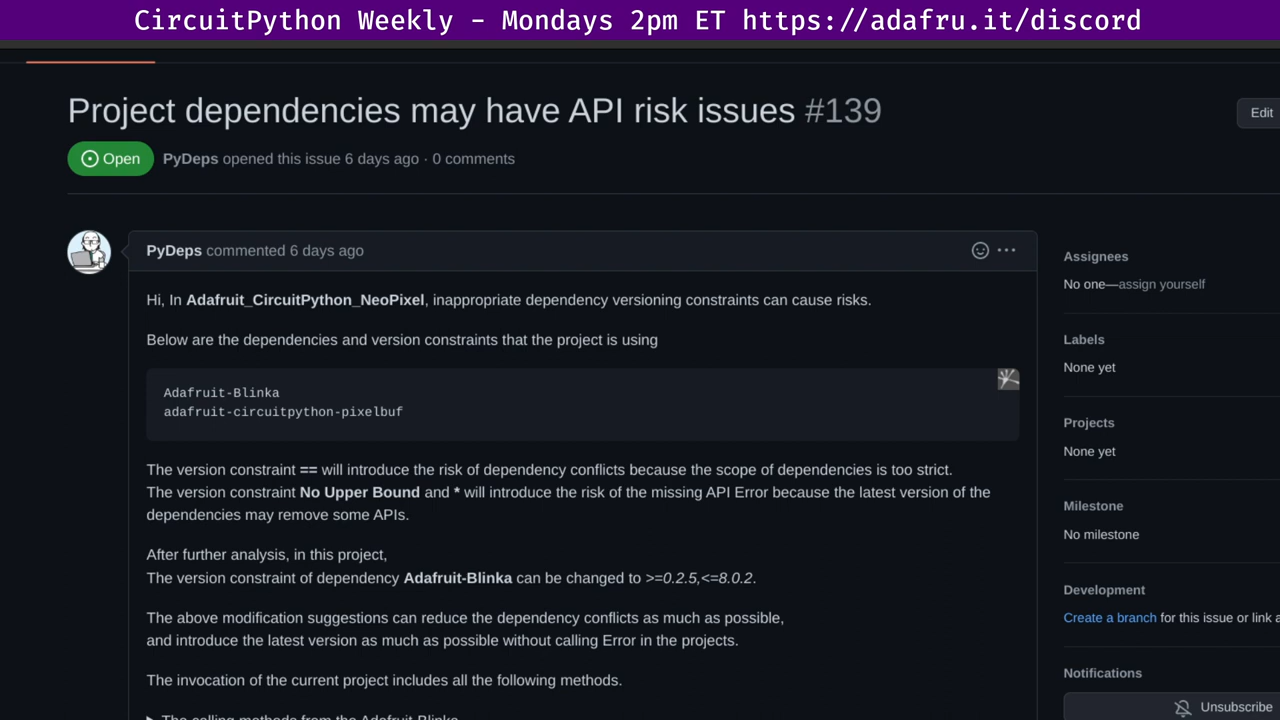 CircuitPython Weekly - Mondays 2pm ET https://adafru.it/discord
Project dependencies may have API risk issues #139
Edit
Open PyDeps opened this issue 6 days ago · 0 comments
PyDeps commented 6 days ago
Hi, In Adafruit_CircuitPython_NeoPixel, inappropriate dependency versioning constraints can cause risks.
Below are the dependencies and version constraints that the project is using
Adafruit-Blinka
adafruit-circuitpython-pixelbuf
The version constraint == will introduce the risk of dependency conflicts because the scope of dependencies is too strict.
The version constraint No Upper Bound and * will introduce the risk of the missing API Error because the latest version of the
dependencies may remove some APIs.
After further analysis, in this project,
The version constraint of dependency Adafruit-Blinka can be changed to >=0.2.5,<=8.0.2.
The above modification suggestions can reduce the dependency conflicts as much as possible,
and introduce the latest version as much as possible without calling Error in the projects.
The invocation of the current project includes all the following methods.
The calling methods from the Adafruit-Blinka
Assignees
No one—assign yourself
Labels
None yet
Projects
None yet
Milestone
No milestone
Development
Create a branch for this issue or link a
Notifications
Unsubscribe